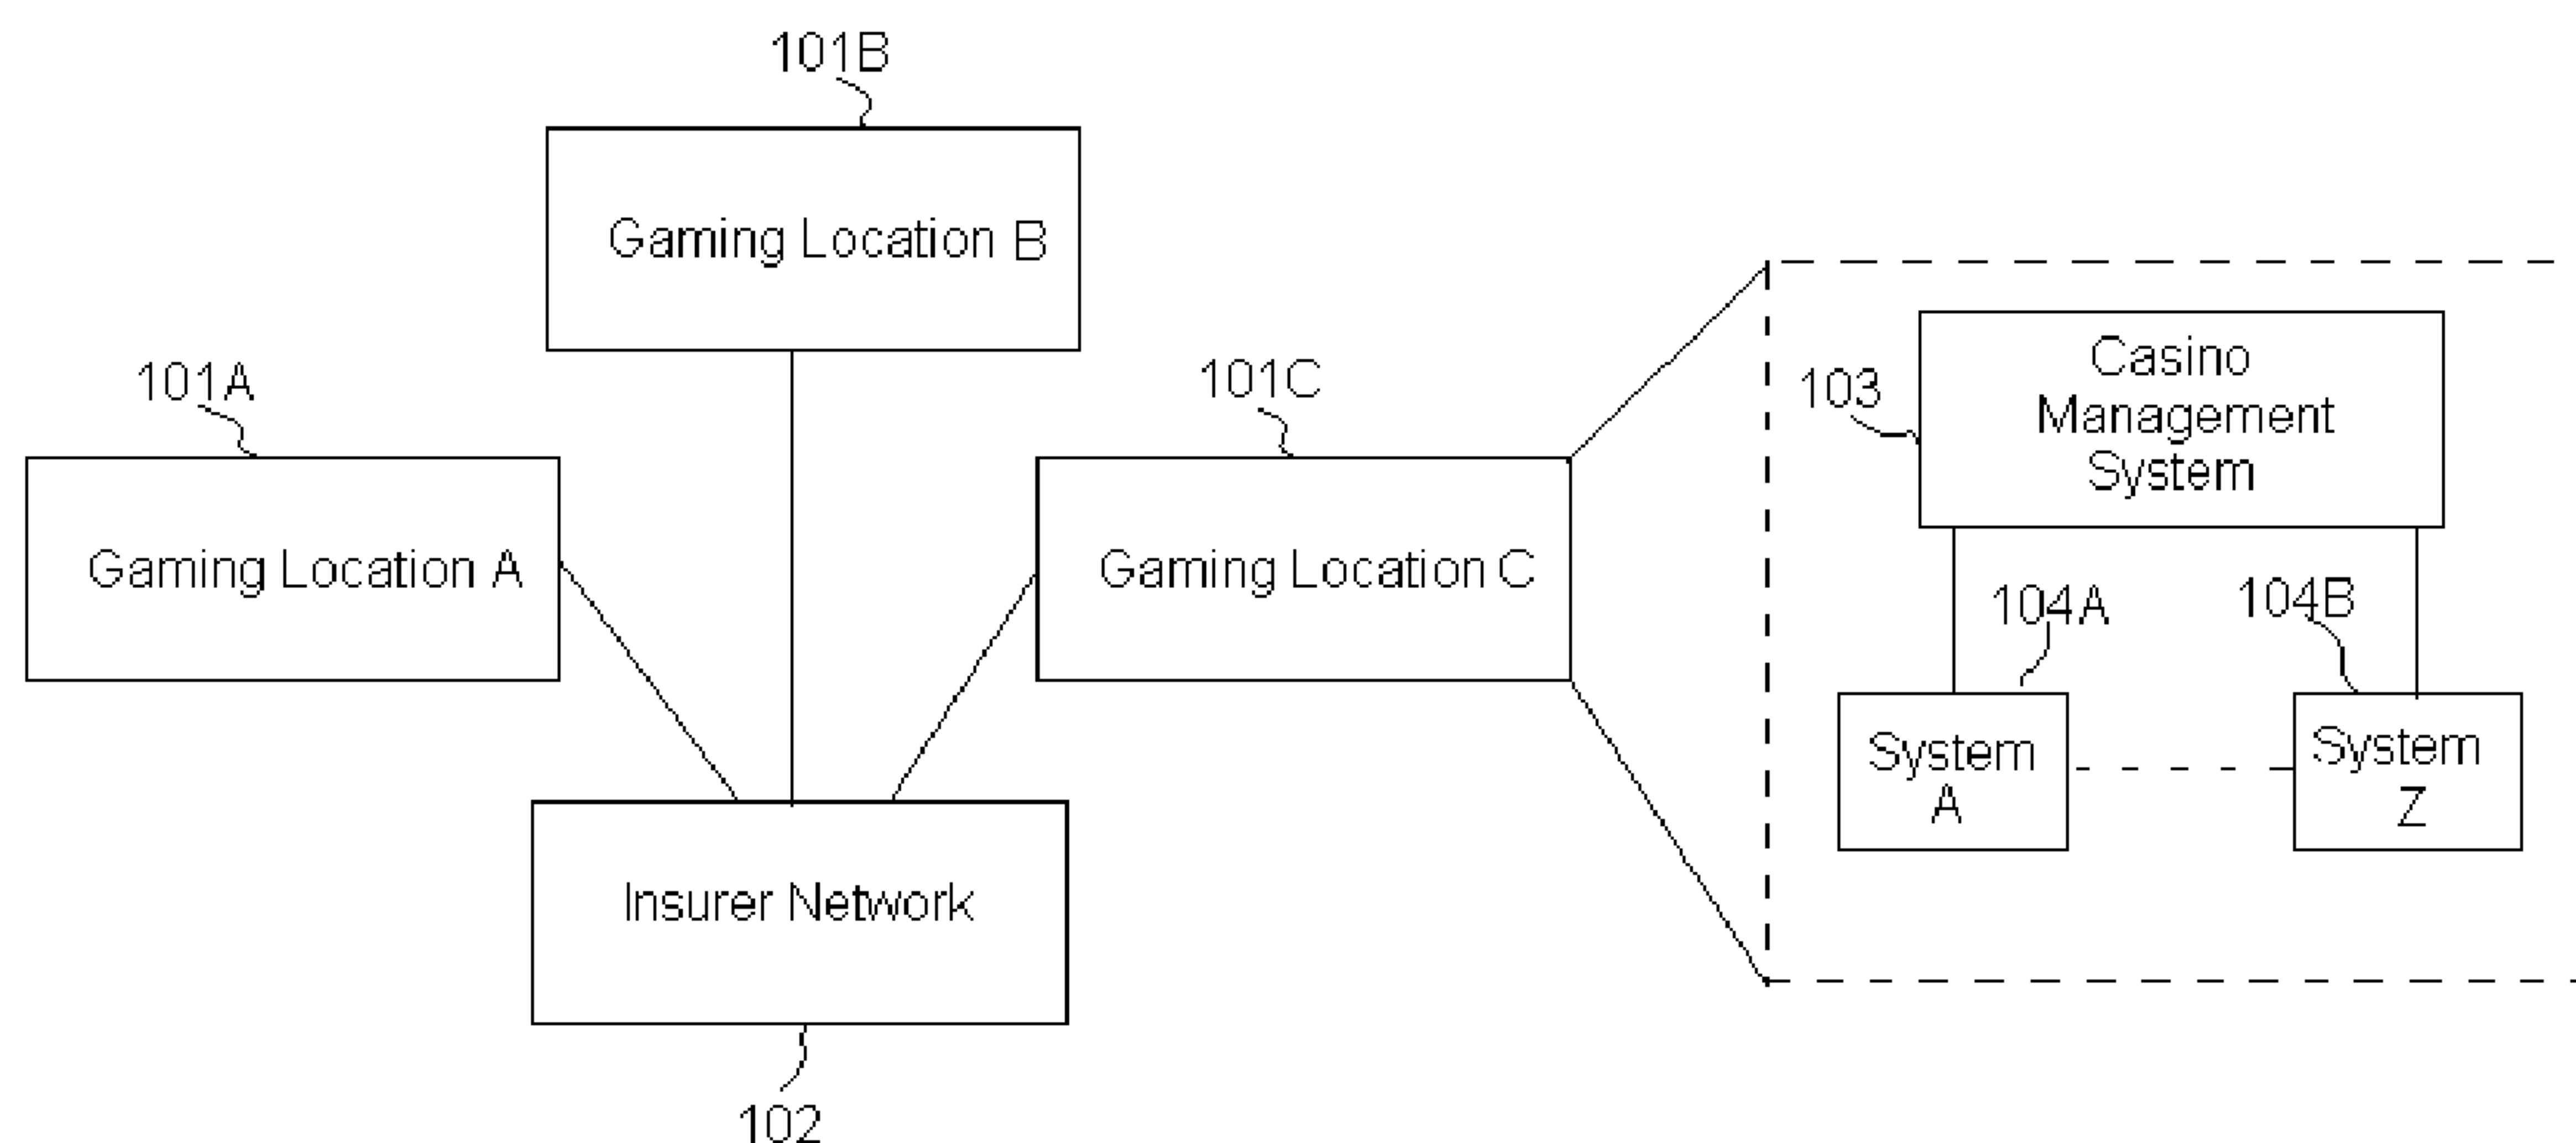 101B
Gaming Location B
101A
Gaming Location A
101C
Gaming Location C
Insurer Network
102
103
Casino
Management
System
104A
104B
System
A
System
Z